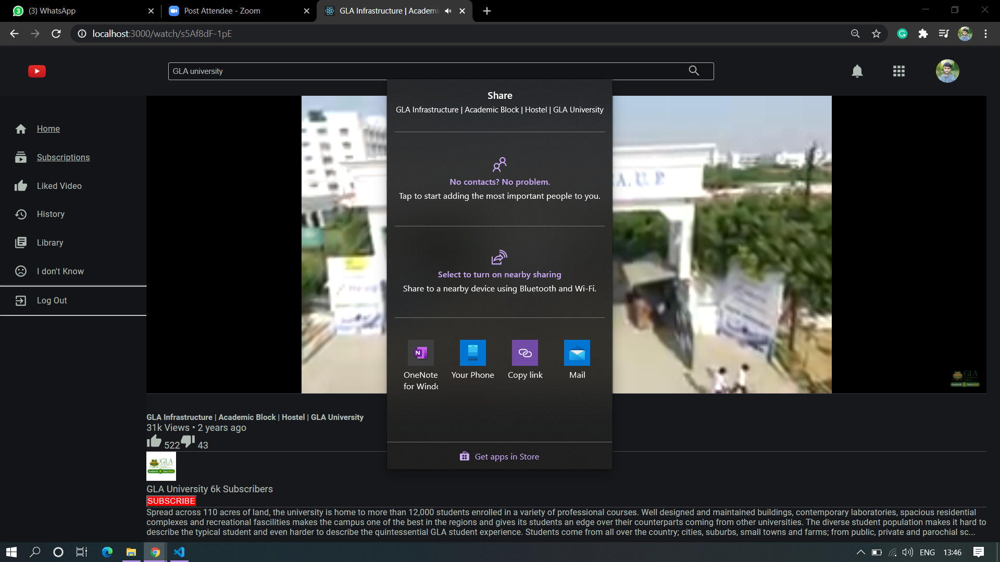 (3) WhatsApp
Post Attendee - Zoom
GLA Infrastructure | Academi
localhost:3000/watch/s5Af8dF-1pE
GLA university
Home
Subscriptions
Liked Video
History
Library
I don't Know
Log Out
Share
GLA Infrastructure | Academic Block | Hostel | GLA University
No contacts? No problem.
Tap to start adding the most important people to you.
Select to turn on nearby sharing
Share to a nearby device using Bluetooth and Wi-Fi.
OneNote
for Windo
Your Phone
Copy link
Mail
Get apps in Store
A. U. P.
GLA
GLA Infrastructure | Academic Block | Hostel | GLA University
31k Views • 2 years ago
522 43
GLA
GLA University 6k Subscribers
SUBSCRIBE
Spread across 110 acres of land, the university is home to more than 12,000 students enrolled in a variety of professional courses. Well designed and maintained buildings, contemporary laboratories, spacious residential
complexes and recreational fascilities makes the campus one of the best in the regions and gives its students an edge over their counterparts coming from other universities. The diverse student population makes it hard to
describe the typical student and even harder to describe the quintessential GLA student experience. Students come from all over the country; cities, suburbs, small towns and farms; from public, private and parochial sc...
ENG
13:46